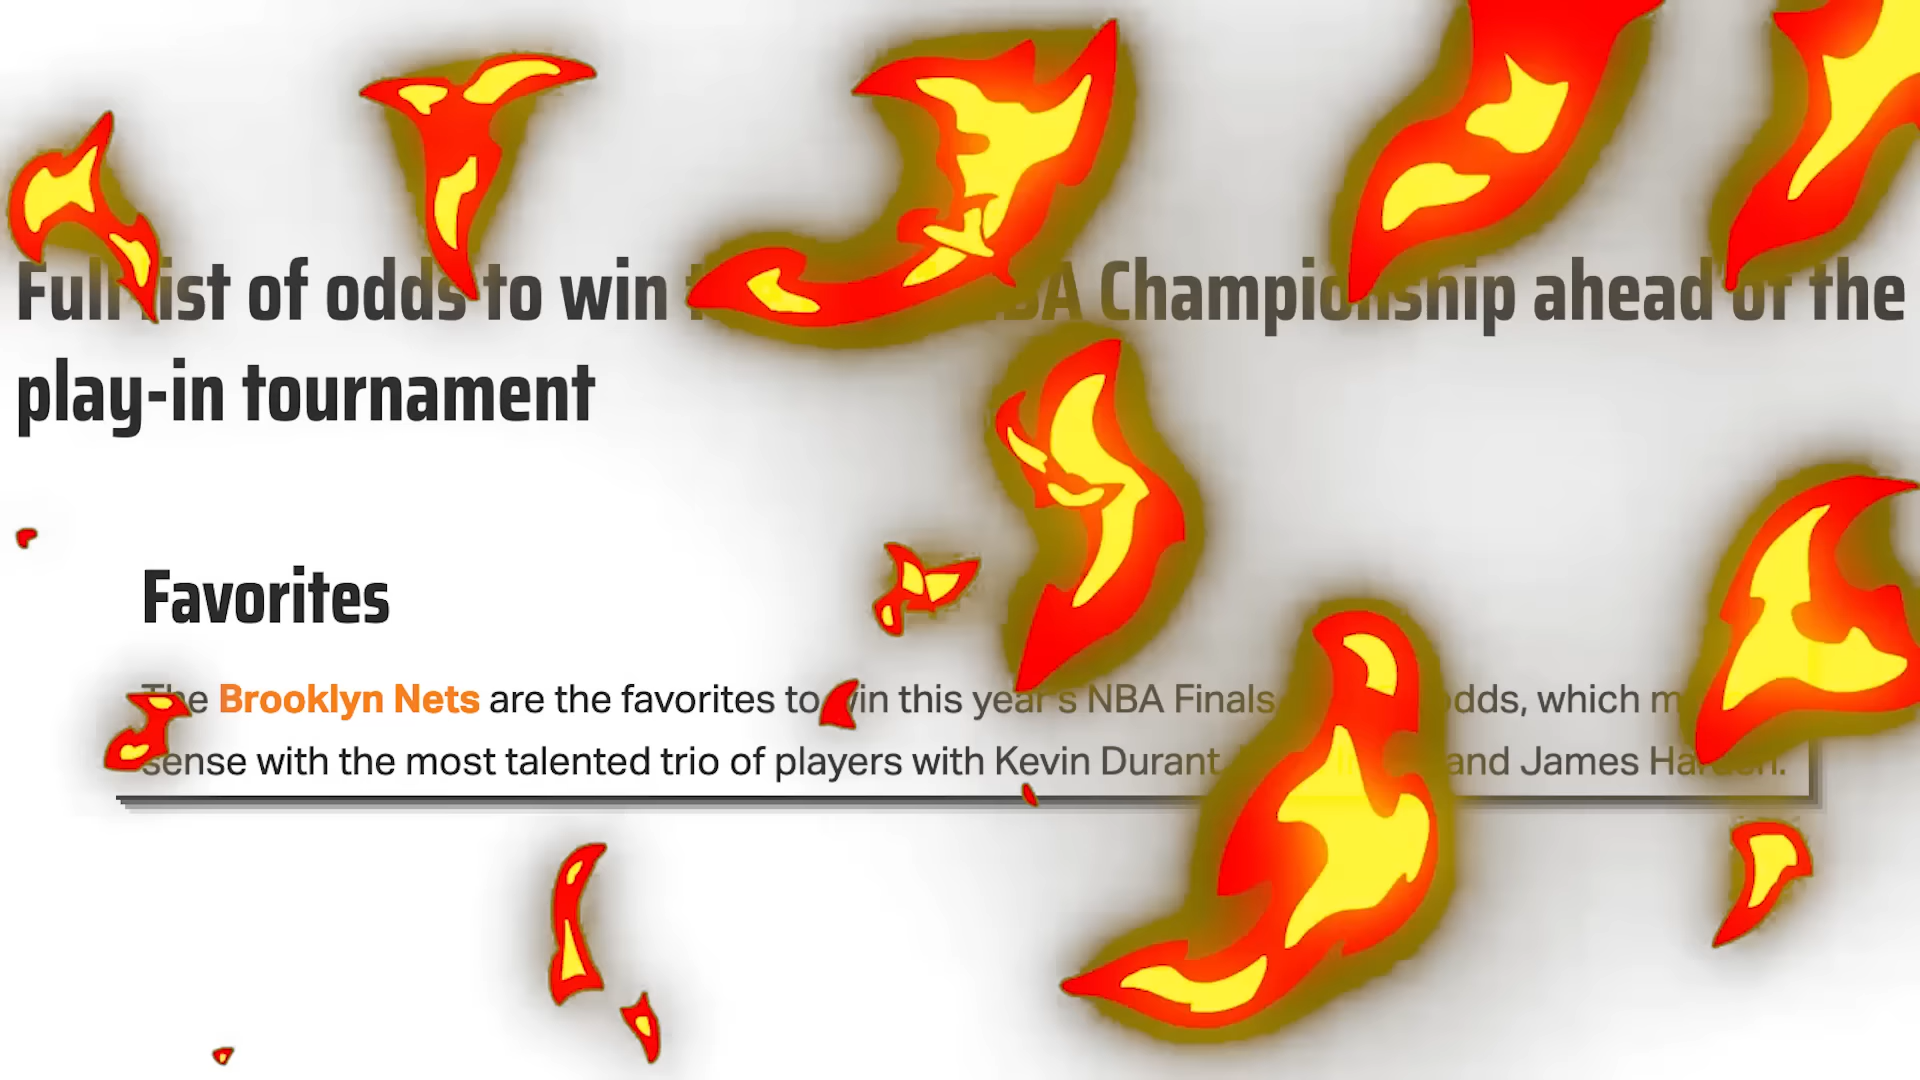 Full list of odds to win NBA Championship ahead of the
play-in tournament
Favorites
The Brooklyn Nets are the favorites to win this year's NBA Finals odds, which
sense with the most talented trio of players with Kevin Durant, and James Harden.